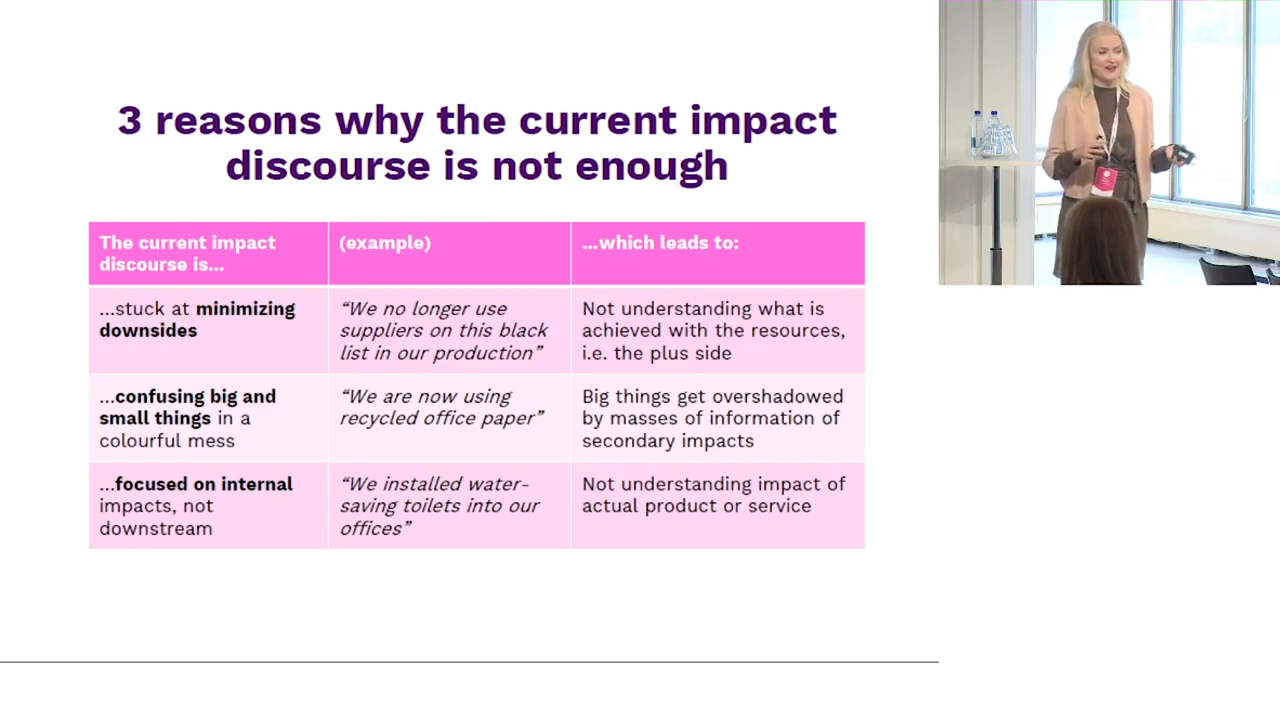 3 reasons why the current impact
discourse is not enough
The current impact
discourse is...
(example)
...which leads to:
...stuck at minimizing
downsides
“We no longer use
suppliers on this black
list in our production”
Not understanding what is
achieved with the resources,
i.e. the plus side
...confusing big and
small things in a
colourful mess
“We are now using
recycled office paper”
Big things get overshadowed
by masses of information of
secondary impacts
...focused on internal
impacts, not
downstream
“We installed water-
saving toilets into our
offices”
Not understanding impact of
actual product or service